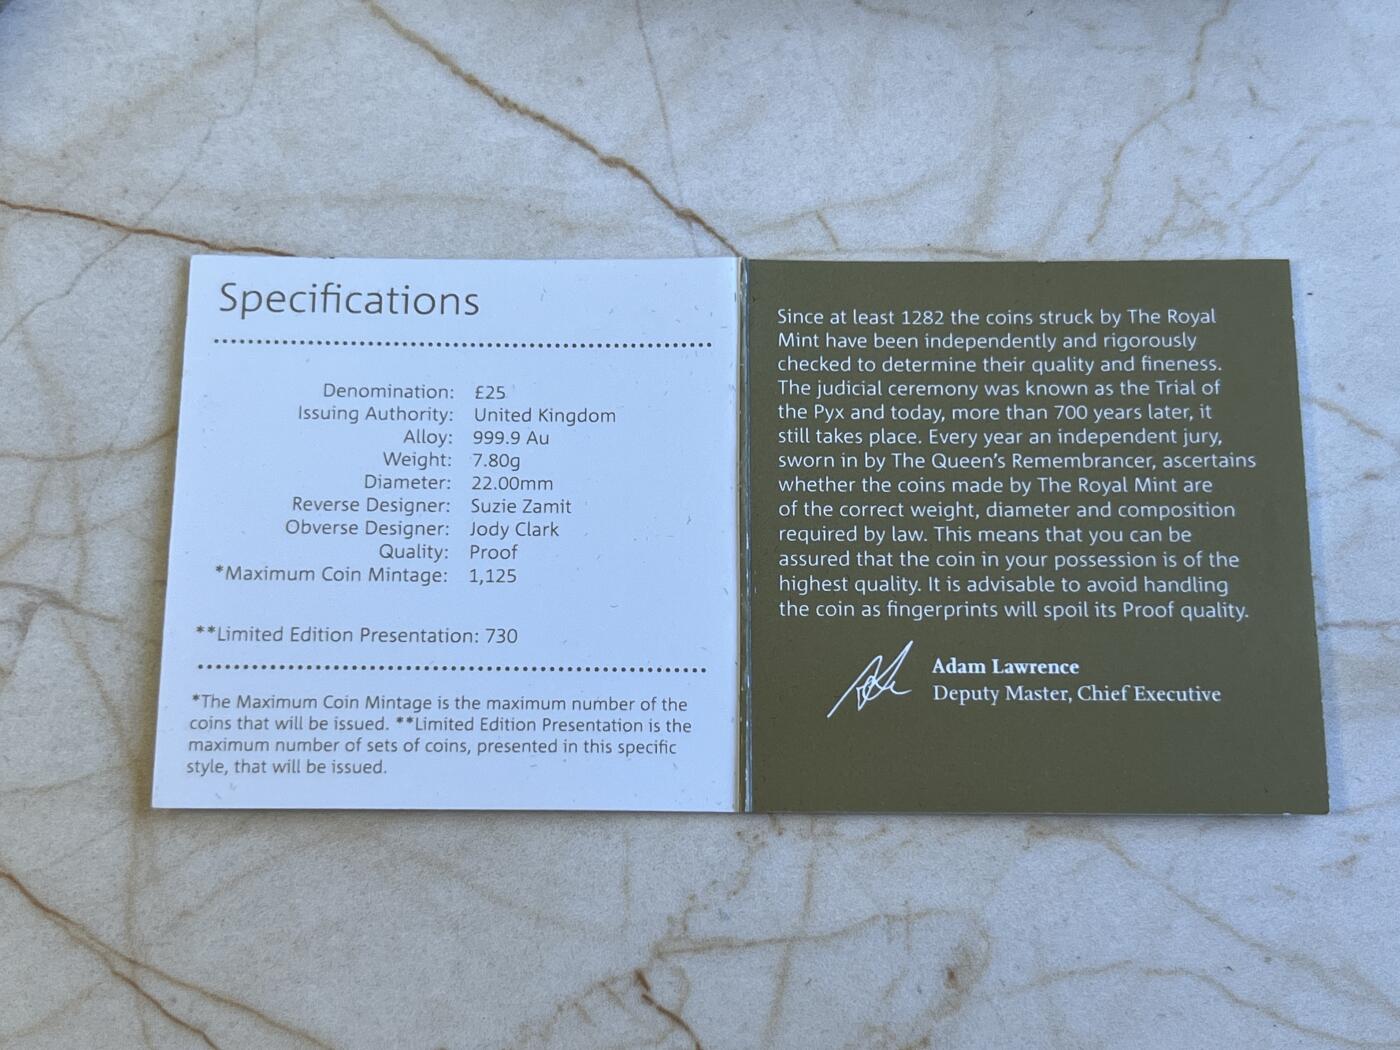 Specifications
Denomination: £25
Issuing Authority: United Kingdom
Alloy: 999.9 Au
Weight: 7.80g
Diameter: 22.00mm
Reverse Designer: Suzie Zamit
Obverse Designer: Jody Clark
Quality: Proof
*Maximum Coin Mintage: 1,125
**Limited Edition Presentation: 730
*The Maximum Coin Mintage is the maximum number of the
coins that will be issued. **Limited Edition Presentation is the
maximum number of sets of coins, presented in this specific
style, that will be issued.
Since at least 1282 the coins struck by The Royal
Mint have been independently and rigorously
checked to determine their quality and fineness.
The judicial ceremony was known as the Trial of
the Pyx and today, more than 700 years later, it
still takes place. Every year an independent jury,
sworn in by The Queen's Remembrancer, ascertains
whether the coins made by The Royal Mint are
of the correct weight, diameter and composition
required by law. This means that you can be
assured that the coin in your possession is of the
highest quality. It is advisable to avoid handling
the coin as fingerprints will spoil its Proof quality.
Adam Lawrence
Deputy Master, Chief Executive